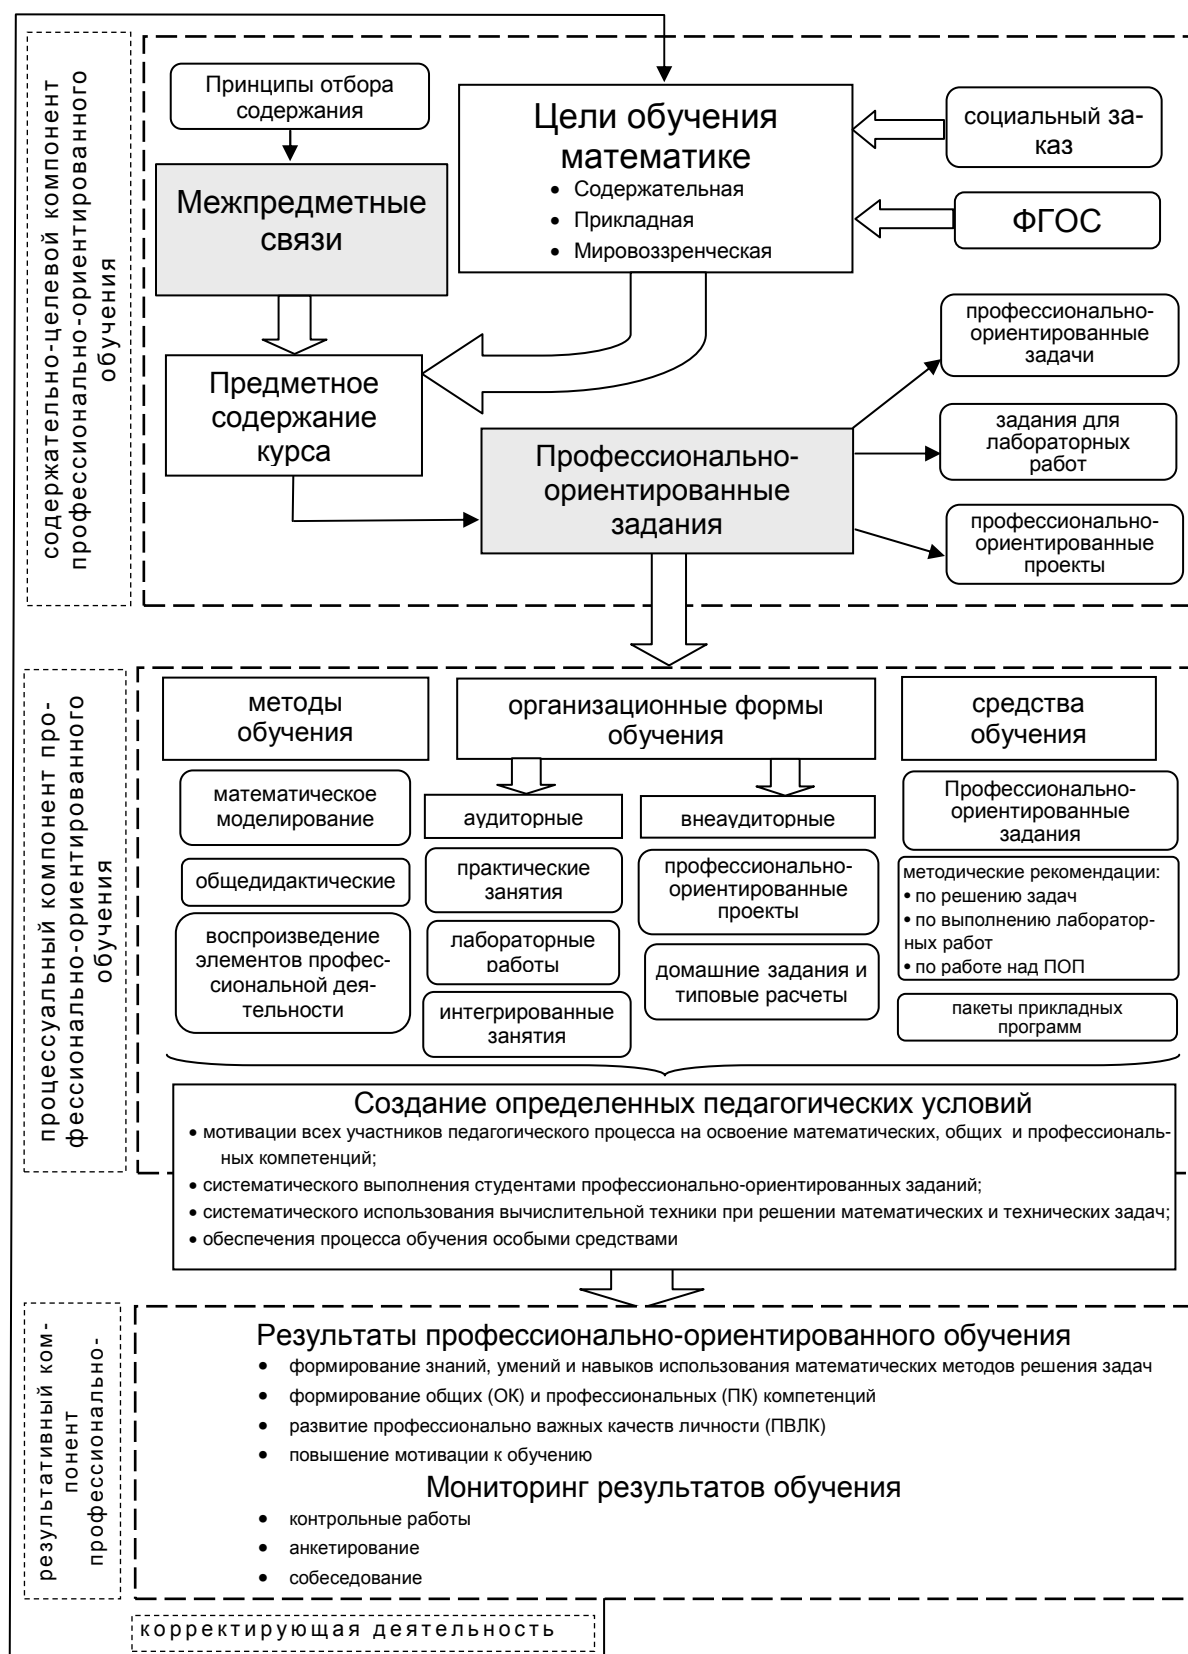 содержательно-целевой компонент
профессионально-ориентированного
обучения
Принципы отбора
содержания
Межпредметные
связи
Предметное
содержание
курса
Цели обучения
математике
• Содержательная
• Прикладная
• Мировоззренческая
социальный за-
каз
ФГОС
Профессионально-
ориентированные
задания
профессионально-
ориентированные
задачи
задания для
лабораторных
работ
профессионально-
ориентированные
проекты
процессуальный компонент про-
фессионально-ориентированного
обучения
методы
обучения
математическое
моделирование
общедидактические
воспроизведение
элементов профес-
сиональной дея-
тельности
организационные формы
обучения
аудиторные
практические
занятия
лабораторные
работы
интегрированные
занятия
внеаудиторные
профессионально-
ориентированные
проекты
домашние задания и
типовые расчеты
средства
обучения
Профессионально-
ориентированные
задания
методические рекомендации:
• по решению задач
• по выполнению лаборатор-
ных работ
• по работе над ПОП
пакеты прикладных
программ
Создание определенных педагогических условий
• мотивации всех участников педагогического процесса на освоение математических, общих и профессиональ-
ных компетенций;
• систематического выполнения студентами профессионально-ориентированных заданий;
• систематического использования вычислительной техники при решении математических и технических задач;
• обеспечения процесса обучения особыми средствами
результативный ком-
понент
профессионально-
Результаты профессионально-ориентированного обучения
• формирование знаний, умений и навыков использования математических методов решения задач
• формирование общих (ОК) и профессиональных (ПК) компетенций
• развитие профессионально важных качеств личности (ПВЛК)
• повышение мотивации к обучению
Мониторинг результатов обучения
• контрольные работы
• анкетирование
• собеседование
корректирующая деятельность